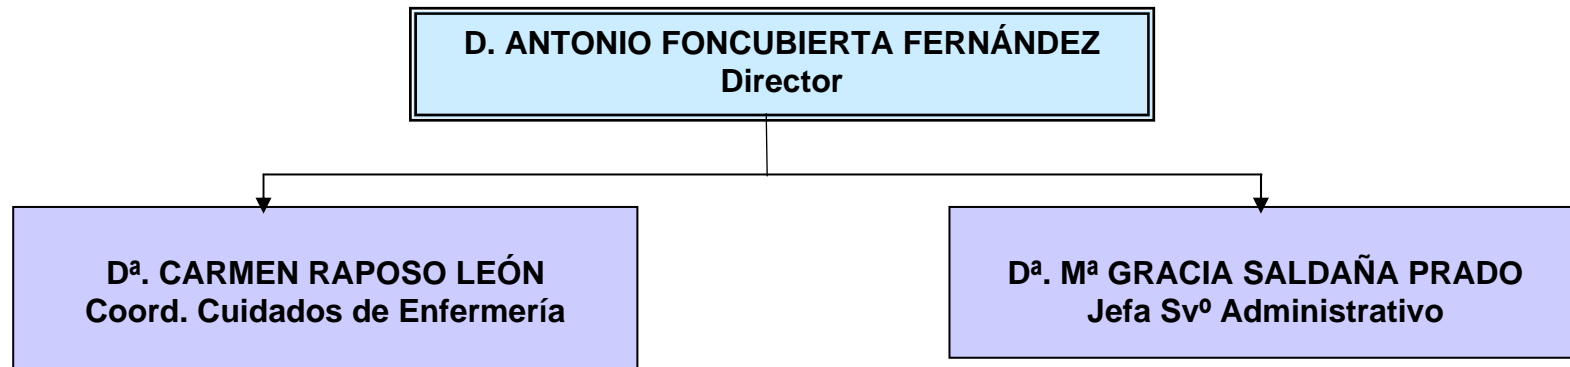 D. ANTONIO FONCUBIERTA FERNÁNDEZ
Director
Dª. CARMEN RAPOSO LEÓN
Coord. Cuidados de Enfermería
Dª. Mª GRACIA SALDAÑA PRADO
Jefa Svº Administrativo